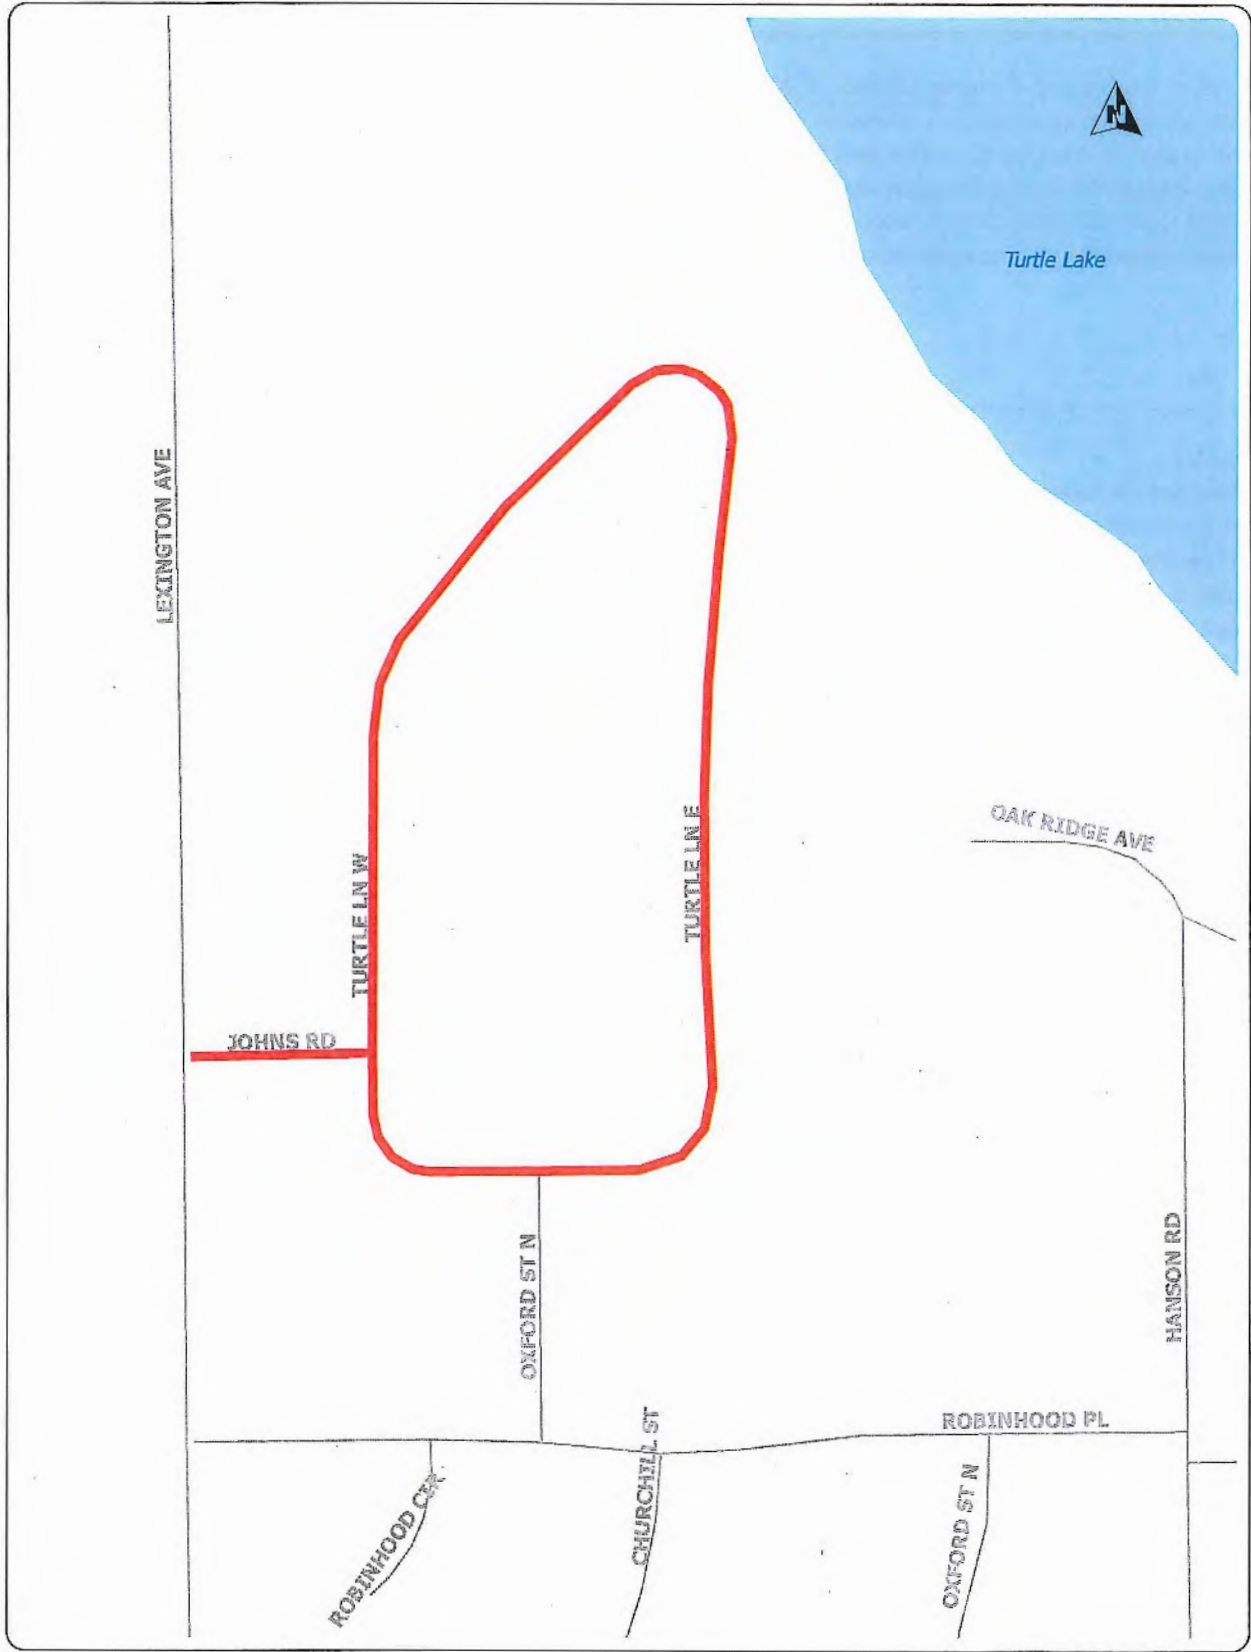 N
Turtle Lake
LEXINGTON AVE
OAK RIDGE AVE
TURTLE LN W
TURTLE LN E
JOHNS RD
OXFORD ST N
HANSON RD
ROBINHOOD PL
CHURCHILL ST
ROBINHOOD CIR
OXFORD ST N